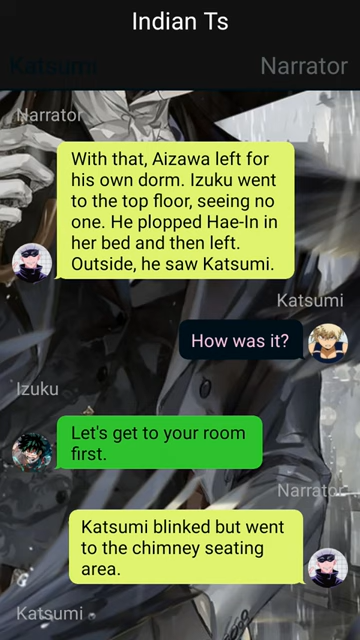 Indian Ts
Katsumi
Narrator
Narrator
With that, Aizawa left for
his own dorm. Izuku went
to the top floor, seeing no
one. He plopped Hae-In in
her bed and then left.
Outside, he saw Katsumi.
Katsumi
How was it?
Izuku
Let's get to your room
first.
Narrator
Katsumi blinked but went
to the chimney seating
area.
Katsumi